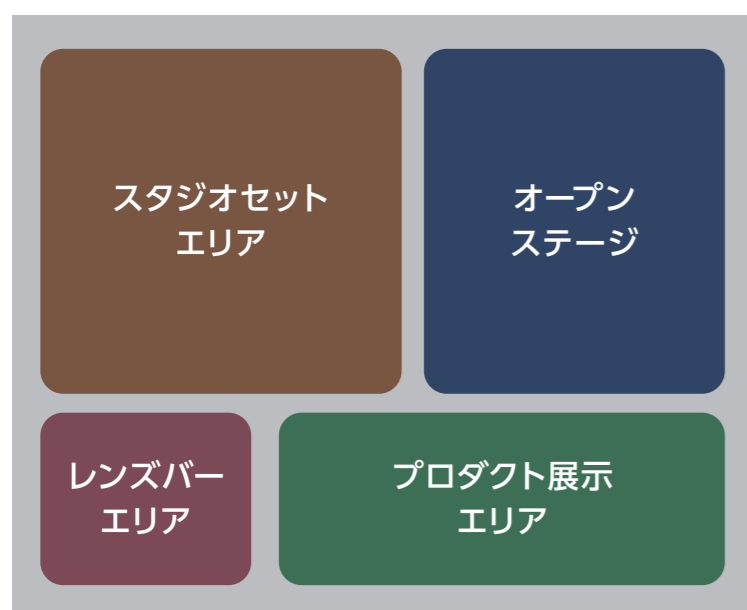 スタジオセット
エリア
オープン
ステージ
レンズバー
エリア
プロダクト展示
エリア